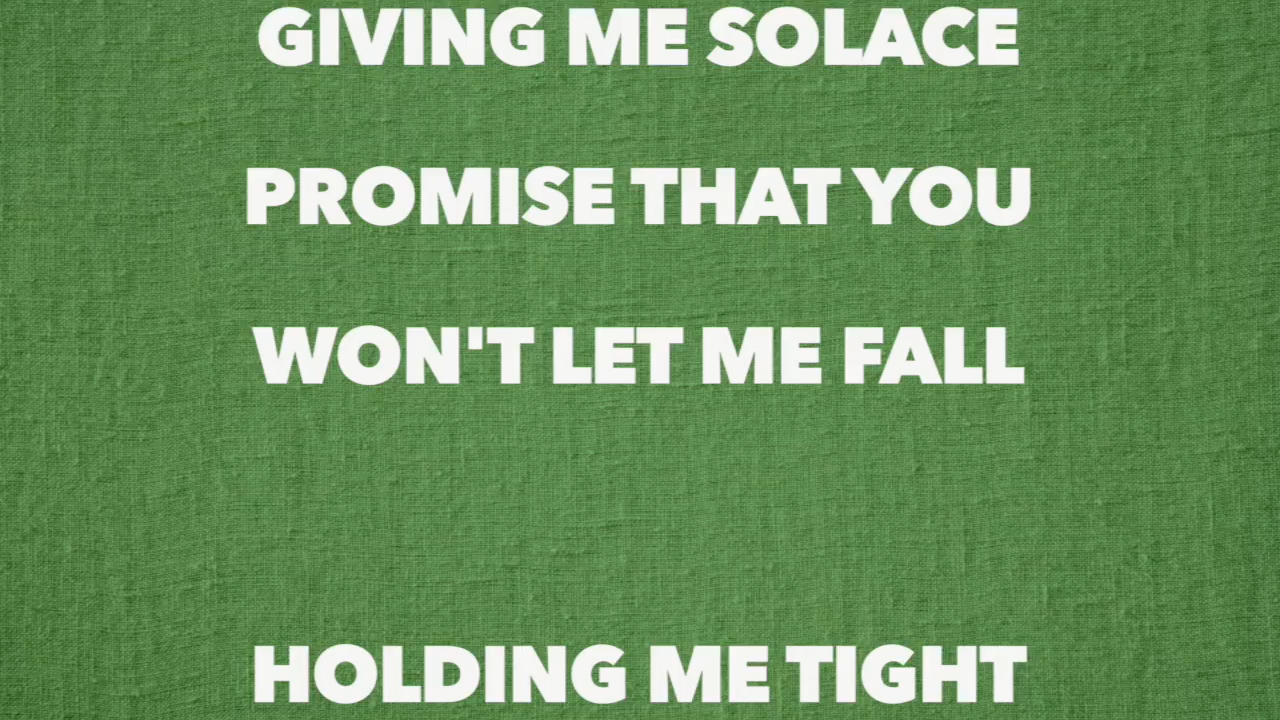 GIVING ME SOLACE
PROMISE THAT YOU
WON'T LET ME FALL
HOLDING ME TIGHT